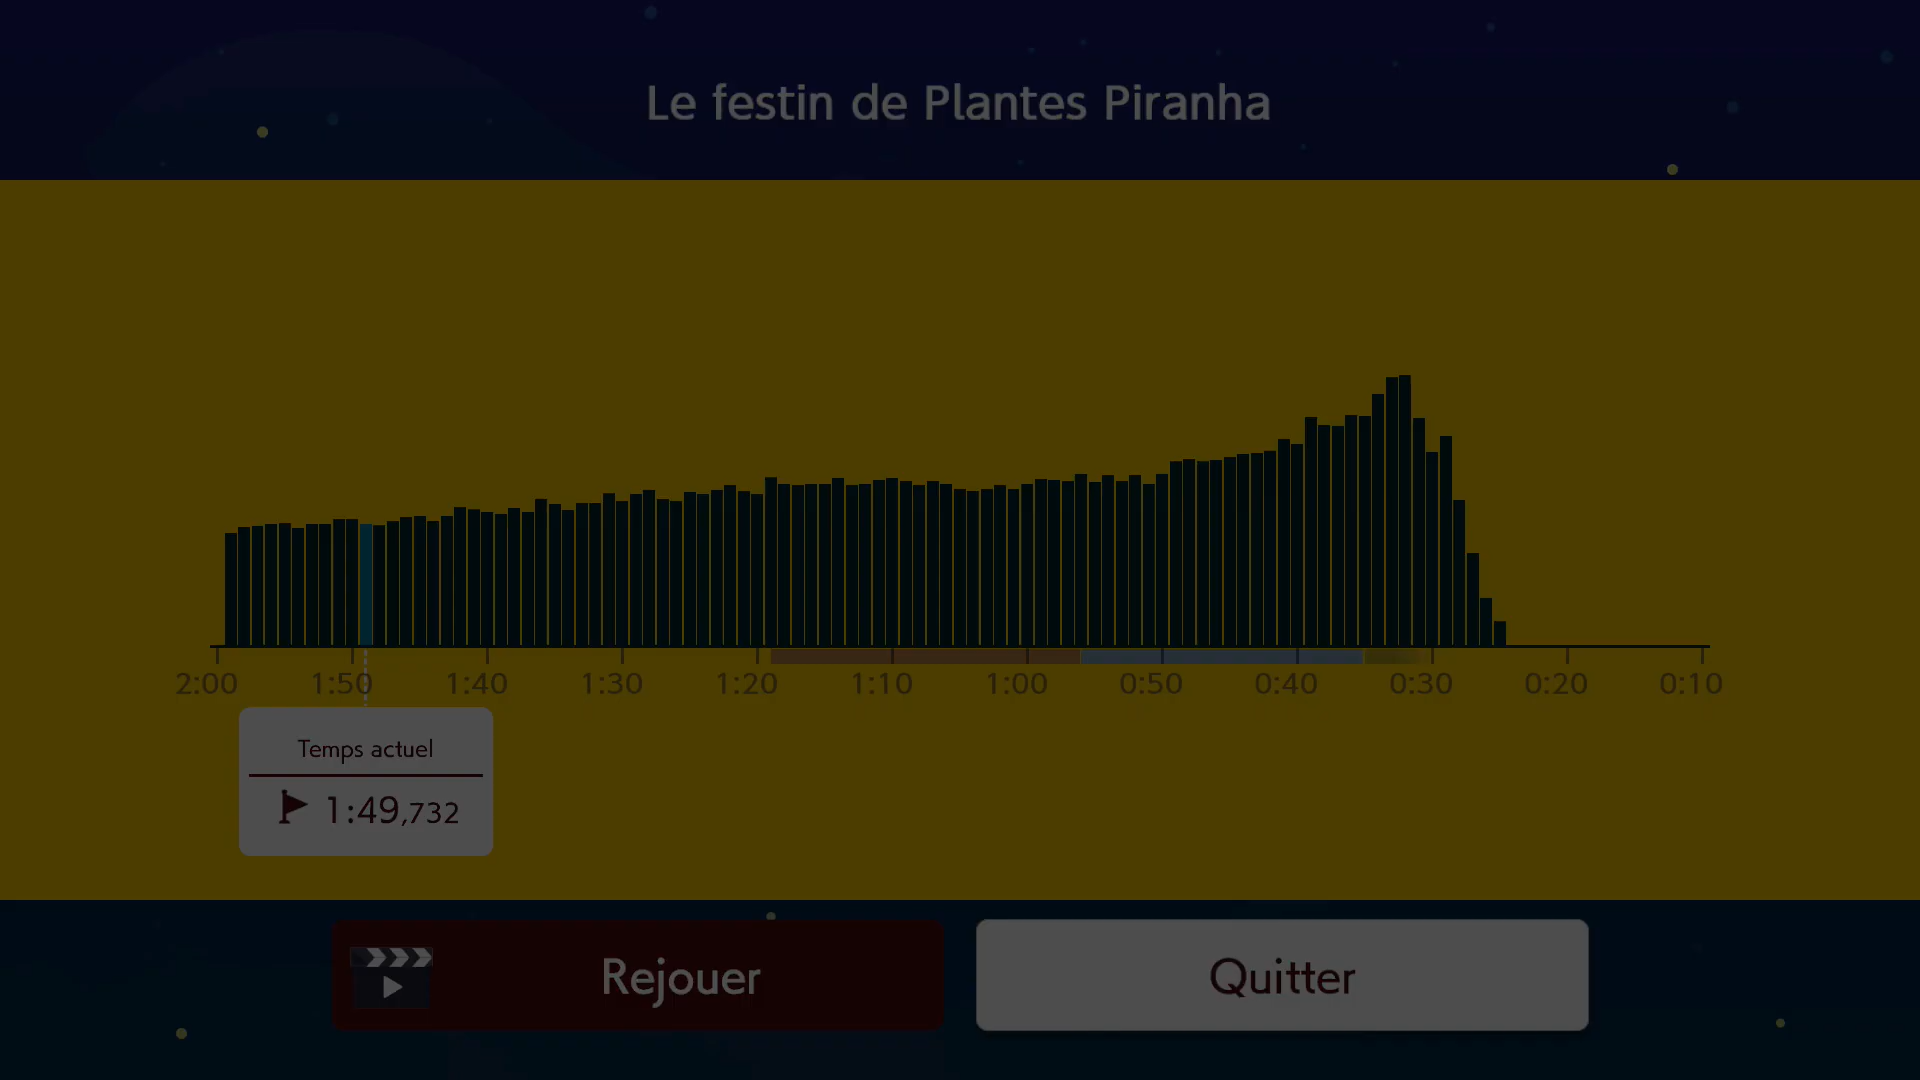 Le festin de Plantes Piranha
2:00 1:50 1:40 1:30 1:20 1:10 1:00 0:50 0:40 0:30 0:20 0:10
Temps actuel
1:49,732
Rejouer
Quitter